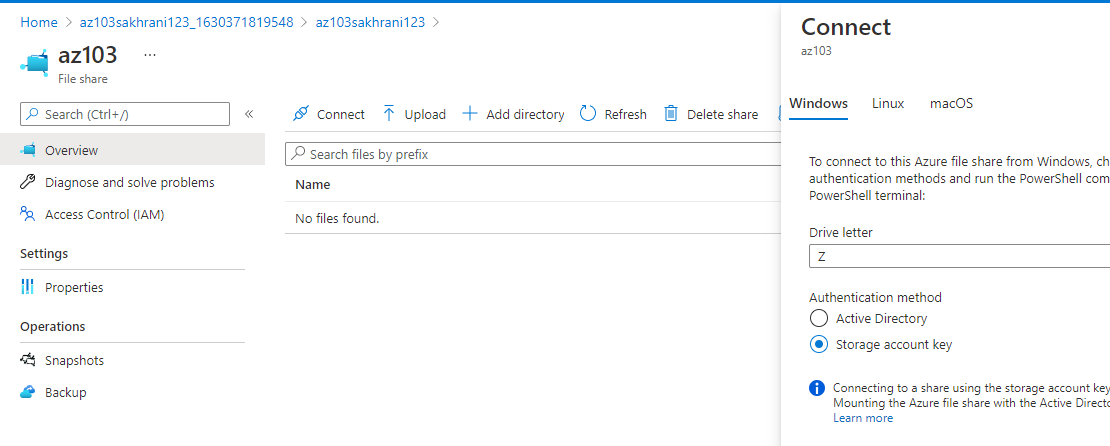 Home > az103sakhrani123_1630371819548 > az103sakhrani123 >
az103 ...
File share
Search (Ctrl+/) «
Overview
Diagnose and solve problems
Access Control (IAM)
Settings
Properties
Operations
Snapshots
Backup
Connect Upload Add directory Refresh Delete share
Search files by prefix
Name
No files found.
Connect
az103
Windows Linux macOS
To connect to this Azure file share from Windows, ch
authentication methods and run the PowerShell com
PowerShell terminal:
Drive letter
Z
Authentication method
Active Directory
Storage account key
Connecting to a share using the storage account key
Mounting the Azure file share with the Active Direct
Learn more